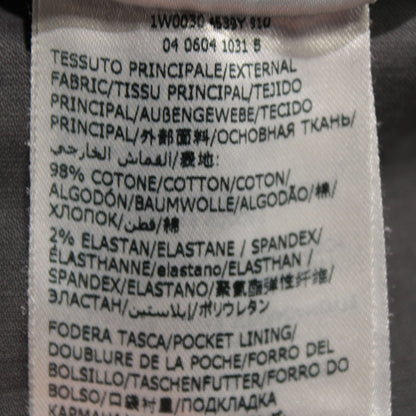 1W0030 4639Y 910
04 0604 1031 5
TESSUTO PRINCIPALE/EXTERNAL
FABRIC/TISSU PRINCIPAL/TEJIDO
PRINCIPAL/AUßENGEWEBE/TECIDO
PRINCIPAL/外部面料/ОСНОВНАЯ ТКАНЬ/
القماش الخارجي/表地:
98% COTONE/COTTON/COTON/
ALGODÓN/BAUMWOLLE/ALGODÃO/棉/
ХЛОПОК/قطن/綿
2% ELASTAN/ELASTANE / SPANDEX/
ÉLASTHANNE/elastano/ELASTHAN /
SPANDEX/ELASTANO/聚氨酯弹性纤维/
ЭЛАСТАН/إيلاستين/ポリウレタン
FODERA TASCA/POCKET LINING/
DOUBLURE DE LA POCHE/FORRO DEL
BOLSILLO/TASCHENFUTTER/FORRO DO
BOLSO/口袋衬里/ПОДКЛАДКА